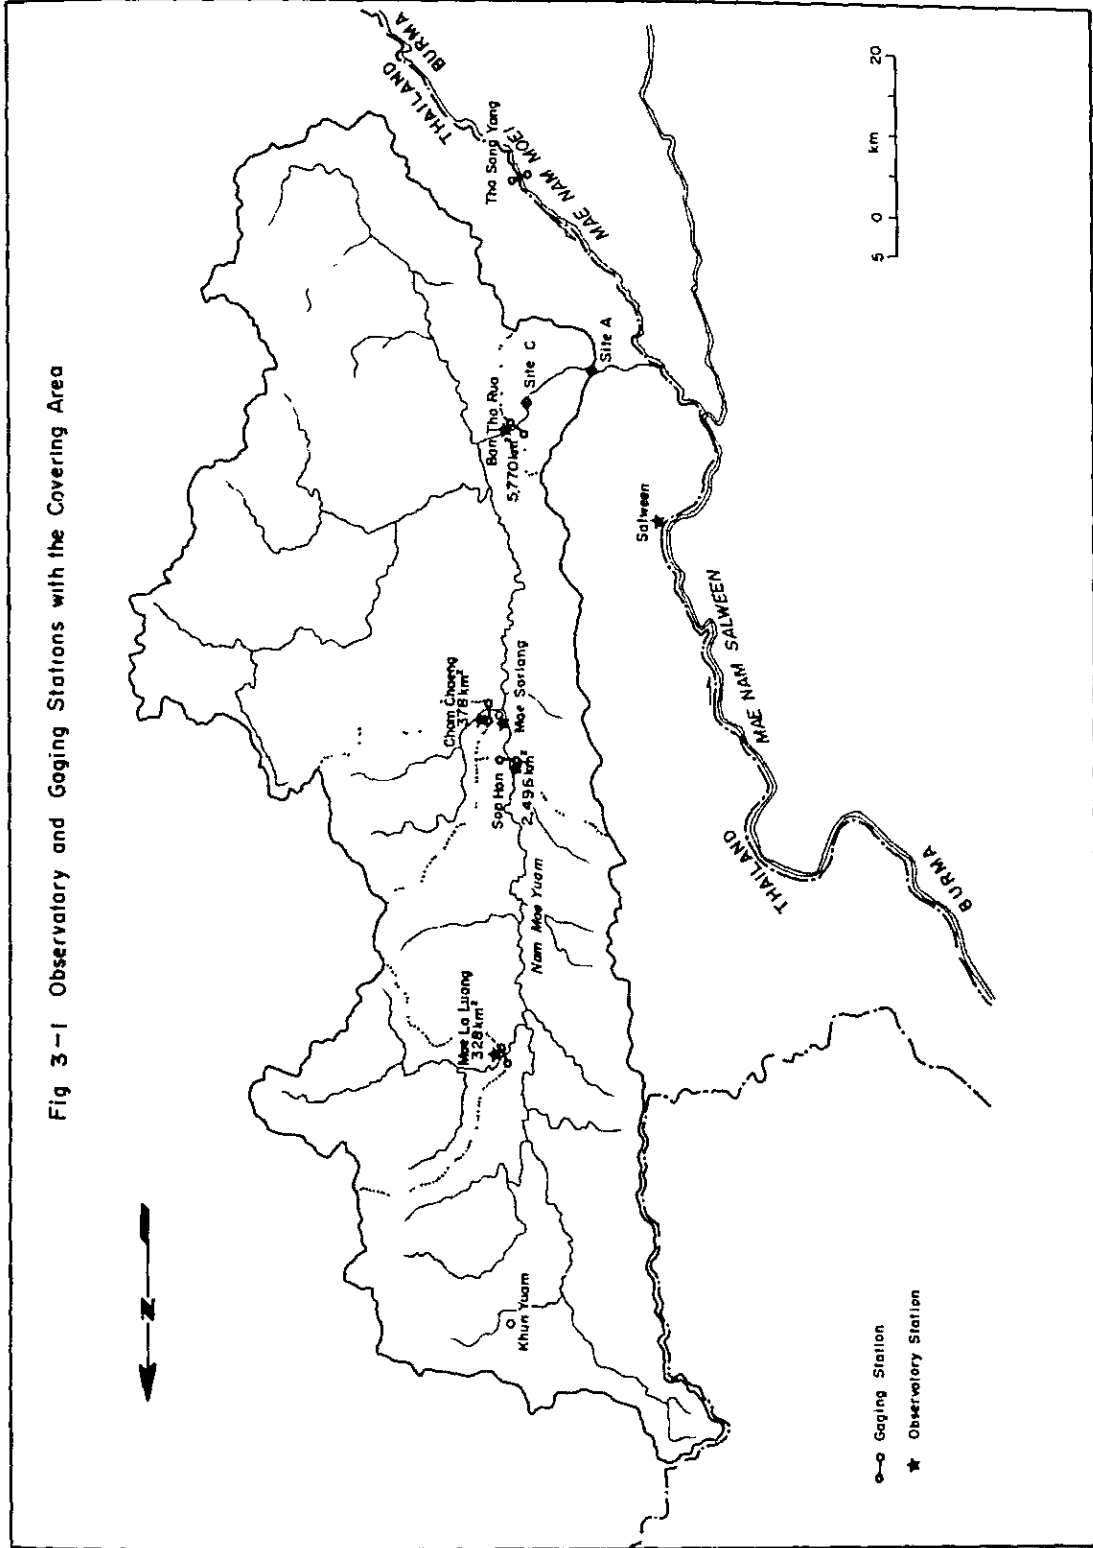 Fig 3-1 Observatory and Gaging Stations with the Covering Area
N
BURMA
THAILAND
Tha Song Yang
MAE NAM MOEI
Site A
Site C
Ban Tha Rua
5,770 km²
Salween
MAE NAM SALWEEN
Cham Chaeng
378 km²
Mae Sariang
Sop Han
2,496 km²
Nam Mae Yuam
THAILAND
BURMA
Mae La Luang
328 km²
Khun Yuam
5 0 km 20
Gaging Station
Observatory Station